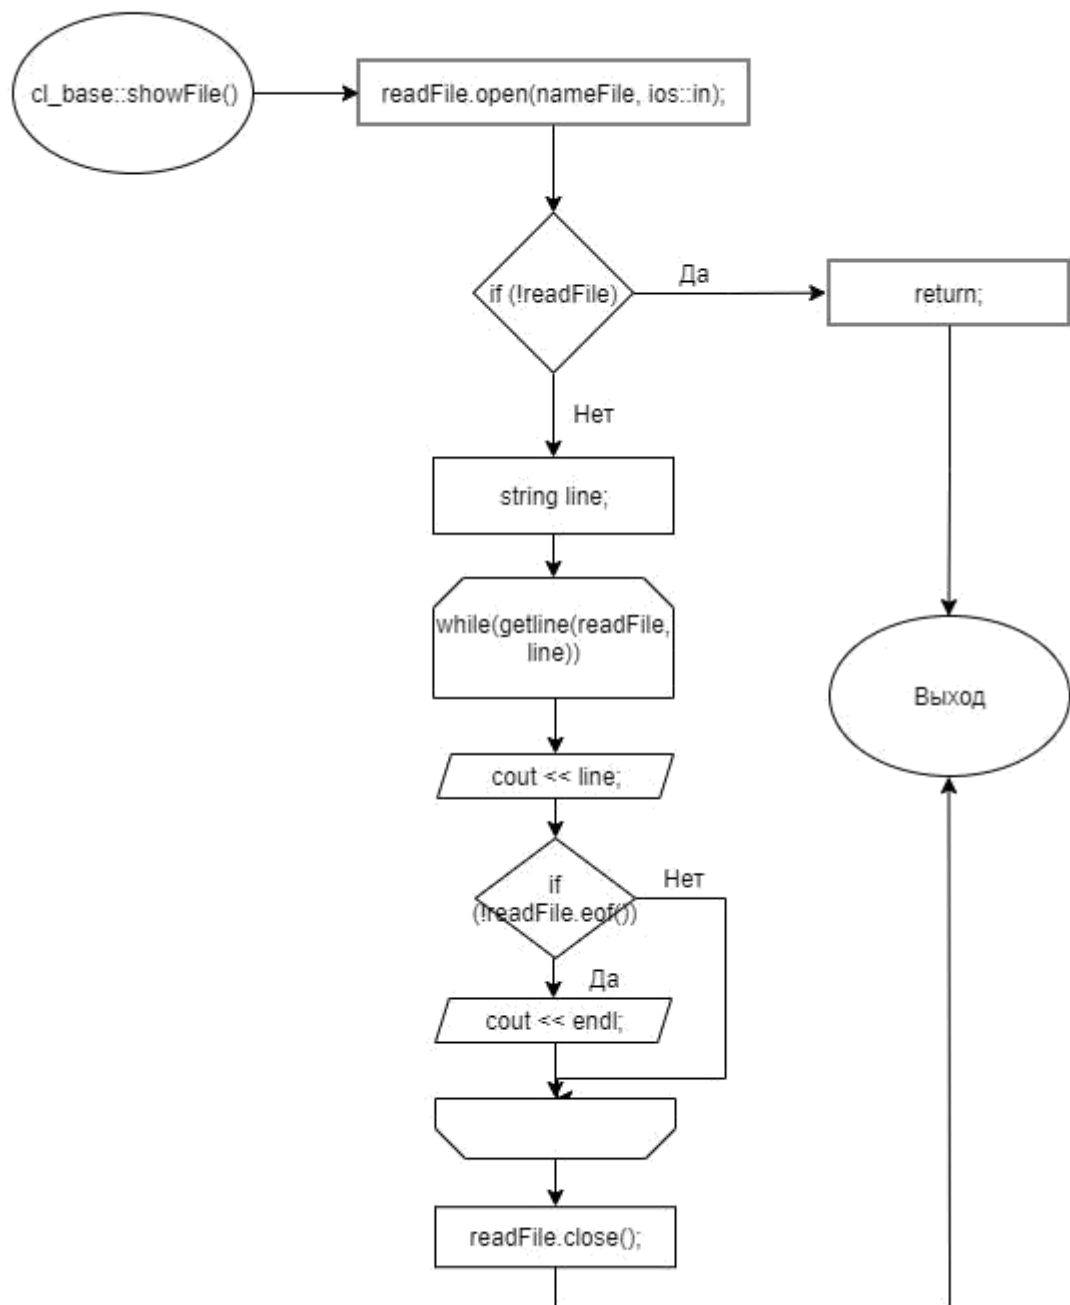 cl_base::showFile()
readFile.open(nameFile, ios::in);
if (!readFile)
Да
return;
Нет
string line;
while(getline(readFile,
line))
Выход
cout << line;
if
(!readFile.eof())
Нет
Да
cout << endl;
readFile.close();